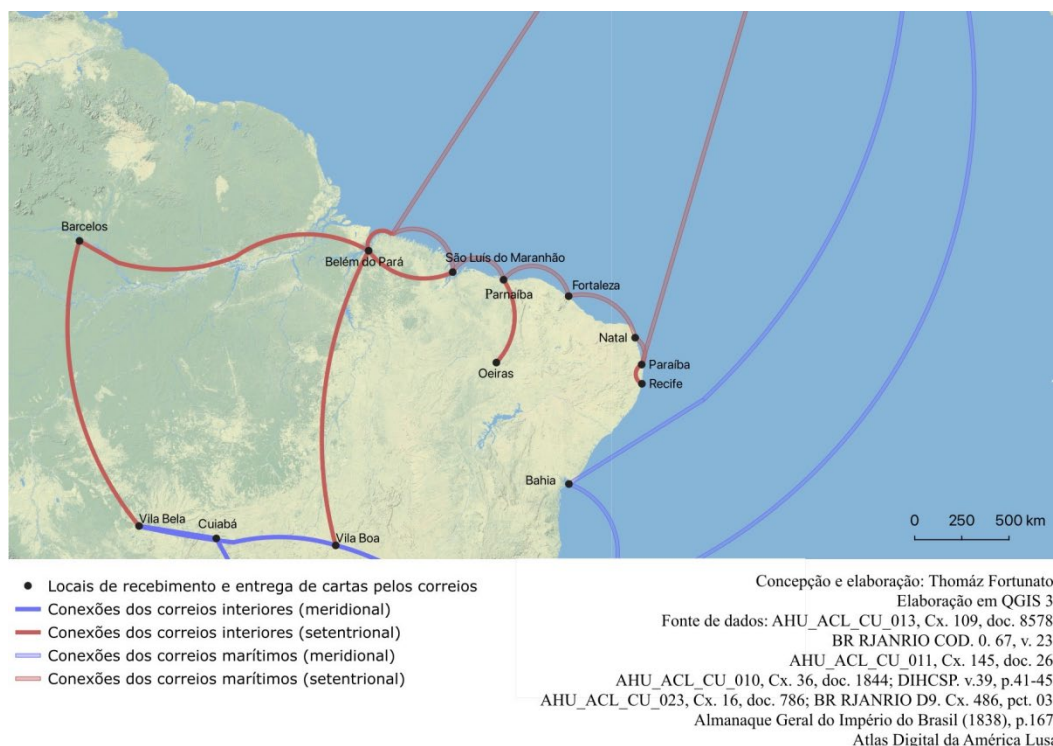 Barcelos
Belém do Pará
São Luís do Maranhão
Parnaíba
Fortaleza
Natal
Oeiras
Paraíba
Recife
Bahia
Vila Bela
Cuiabá
Vila Boa
0 250 500 km
Locais de recebimento e entrega de cartas pelos correios
Conexões dos correios interiores (meridional)
Conexões dos correios interiores (setentrional)
Conexões dos correios marítimos (meridional)
Conexões dos correios marítimos (setentrional)
Concepção e elaboração: Thomáz Fortunato
Elaboração em QGIS 3
Fonte de dados: AHU_ACL_CU_013, Cx. 109, doc. 8578
BR RJANRIO COD. 0. 67, v. 23
AHU_ACL_CU_011, Cx. 145, doc. 26
AHU_ACL_CU_010, Cx. 36, doc. 1844; DIHCSP. v.39, p.41-45
AHU_ACL_CU_023, Cx. 16, doc. 786; BR RJANRIO D9. Cx. 486, pct. 03
Almanaque Geral do Império do Brasil (1838), p.167
Atlas Digital da América Lusa